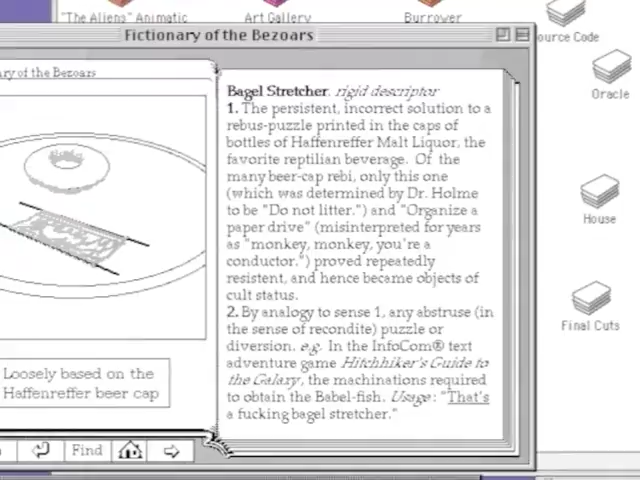 "The Aliens" Animatic
Art Gallery
Burrower
Fictionary of the Bezoars
ource Code
Oracle
House
Final Cuts
ry of the Bezoars
Loosely based on the
Haffenreffer beer cap
Bagel Stretcher. rigid descriptor
1. The persistent, incorrect solution to a
rebus-puzzle printed in the caps of
bottles of Haffenreffer Malt Liquor, the
favorite reptilian beverage. Of the
many beer-cap rebi, only this one
(which was determined by Dr. Holme
to be "Do not litter.") and "Organize a
paper drive" (misinterpreted for years
as "monkey, monkey, you're a
conductor.") proved repeatedly
resistent, and hence became objects of
cult status.
2. By analogy to sense 1, any abstruse (in
the sense of recondite) puzzle or
diversion. e.g. In the InfoCom® text
adventure game Hitchhiker's Guide to
the Galaxy, the machinations required
to obtain the Babel-fish. Usage: "That's
a fucking bagel stretcher."
Find